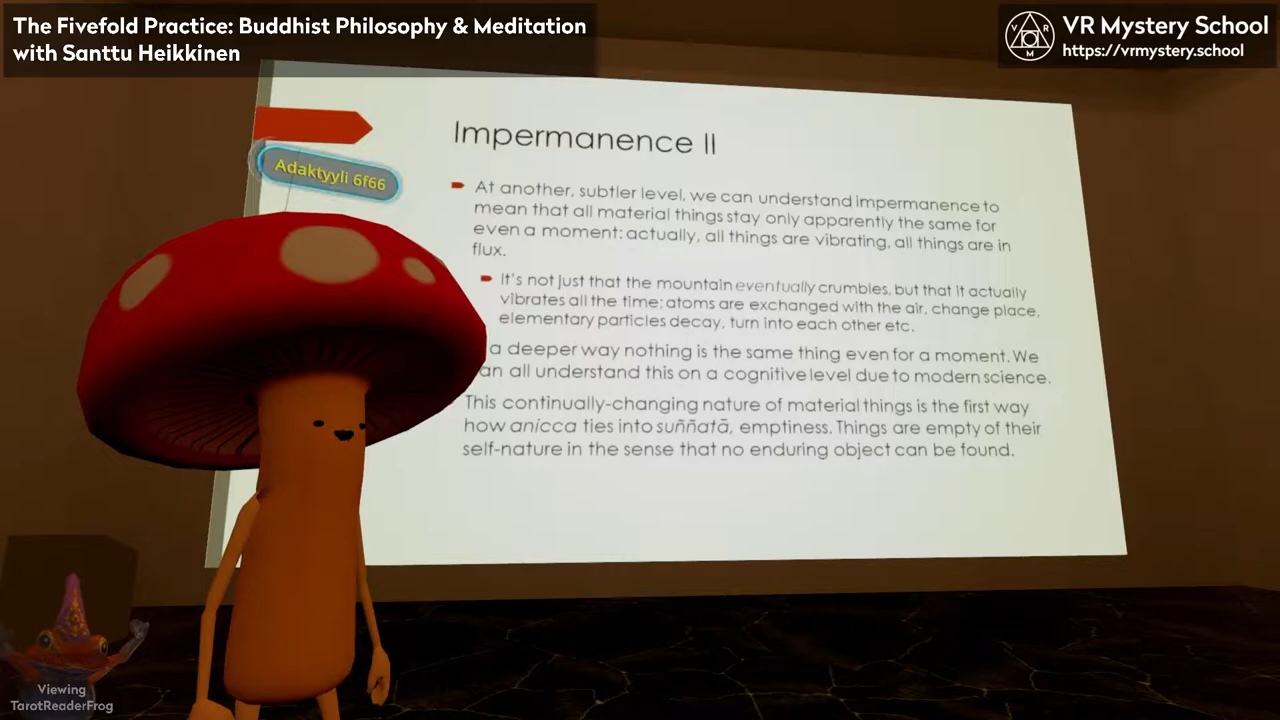 The Fivefold Practice: Buddhist Philosophy & Meditation
with Santtu Heikkinen
VR Mystery School
https://vrmystery.school
V R
M
Adaktyyli 6f66
Impermanence II
At another, subtler level, we can understand impermanence to
mean that all material things stay only apparently the same for
even a moment: actually, all things are vibrating, all things are in
flux.
It's not just that the mountain eventually crumbles, but that it actually
vibrates all the time; atoms are exchanged with the air, change place,
elementary particles decay, turn into each other etc.
a deeper way nothing is the same thing even for a moment. We
an all understand this on a cognitive level due to modern science.
This continually-changing nature of material things is the first way
how anicca ties into suññatā, emptiness. Things are empty of their
self-nature in the sense that no enduring object can be found.
Viewing
TarotReaderFrog